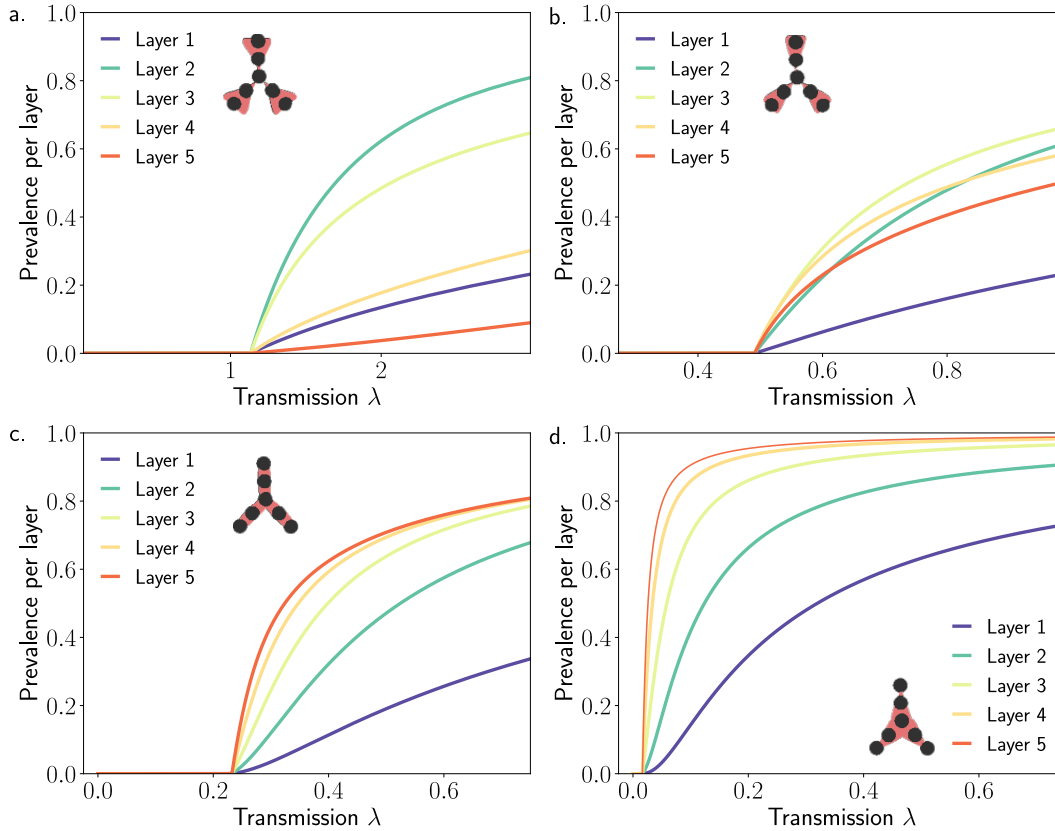 a.
Prevalence per layer
1.0
0.8
0.6
0.4
0.2
0.0
Layer 1
Layer 2
Layer 3
Layer 4
Layer 5
1
2
Transmission λ
b.
Prevalence per layer
1.0
0.8
0.6
0.4
0.2
0.0
Layer 1
Layer 2
Layer 3
Layer 4
Layer 5
0.4
0.6
0.8
Transmission λ
c.
Prevalence per layer
1.0
0.8
0.6
0.4
0.2
0.0
Layer 1
Layer 2
Layer 3
Layer 4
Layer 5
0.0
0.2
0.4
0.6
Transmission λ
d.
Prevalence per layer
1.0
0.8
0.6
0.4
0.2
0.0
Layer 1
Layer 2
Layer 3
Layer 4
Layer 5
0.0
0.2
0.4
0.6
Transmission λ